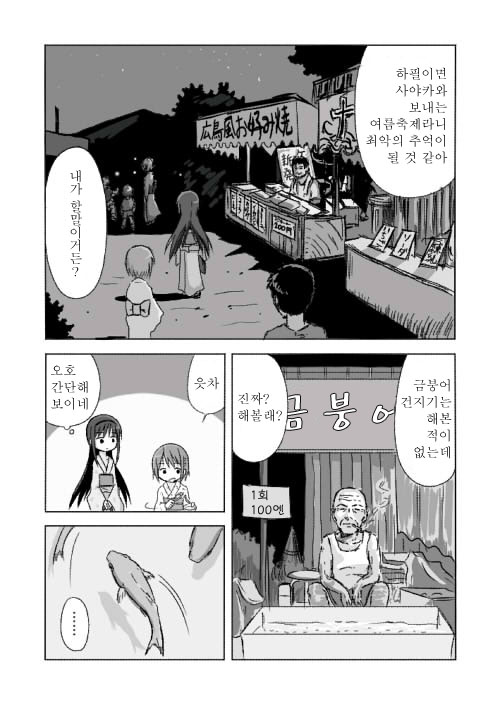 하필이면
사야카와
보내는
여름축제라니
최악의 추억이
될 것 같아
広島風お好み焼
내가 할말이거든?
금붕어
건지기는
해본
적이
없는데
진짜?
해볼래?
금붕어
1회
100엔
웃차
오호
간단해
보이네
……